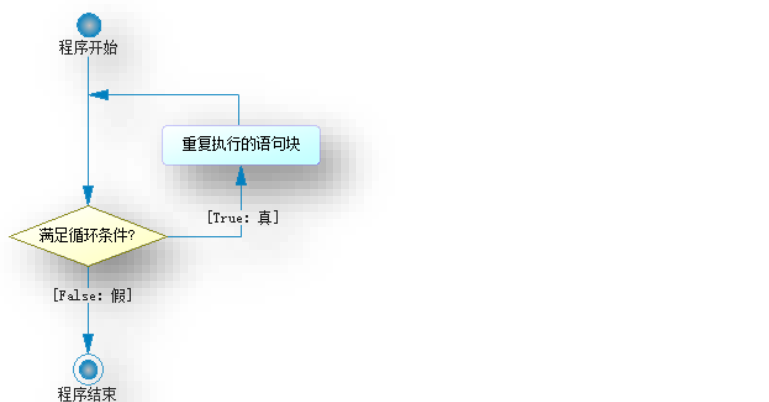 程序开始
重复执行的语句块
[True: 真]
满足循环条件?
[False: 假]
程序结束